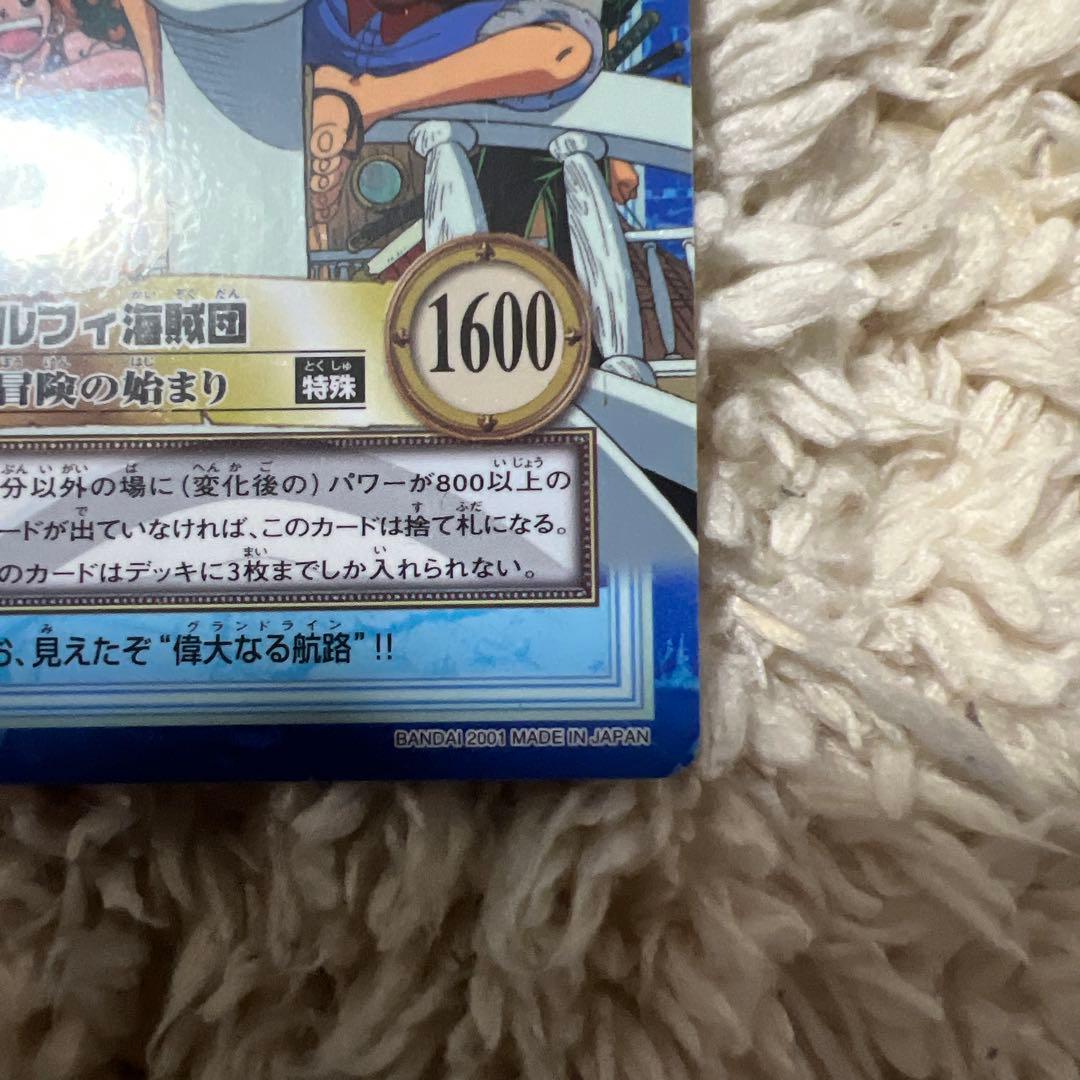 ルフィ海賊団
1600
冒険の始まり
特殊
分以外の場に(変化後の)パワーが800以上の
ードが出ていなければ、このカードは捨て札になる。
のカードはデッキに3枚までしか入れられない。
、見えたぞ“偉大なる航路”!!
BANDAI 2001 MADE IN JAPAN